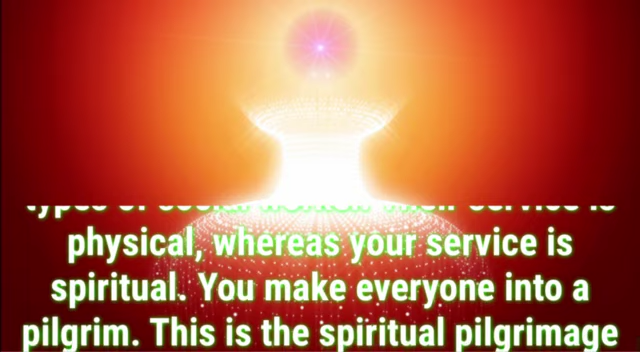 types of social workers. Their service is
physical, whereas your service is
spiritual. You make everyone into a
pilgrim. This is the spiritual pilgrimage